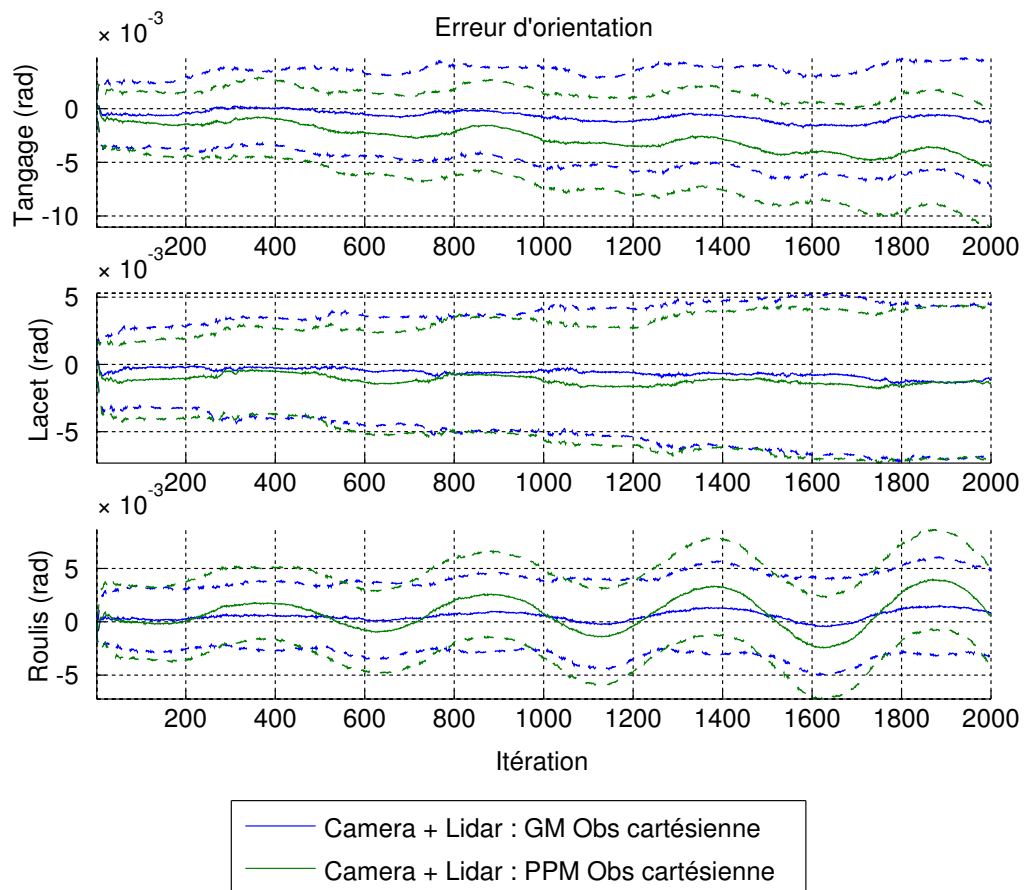 × 10⁻³
Erreur d'orientation
Tanggage (rad)
0
-5
-10
200 400 600 800 1000 1200 1400 1600 1800 2000
× 10⁻³
Lacet (rad)
5
0
-5
200 400 600 800 1000 1200 1400 1600 1800 2000
× 10⁻³
Roulis (rad)
5
0
-5
200 400 600 800 1000 1200 1400 1600 1800 2000
Itération
Camera + Lidar : GM Obs cartésienne
Camera + Lidar : PPM Obs cartésienne